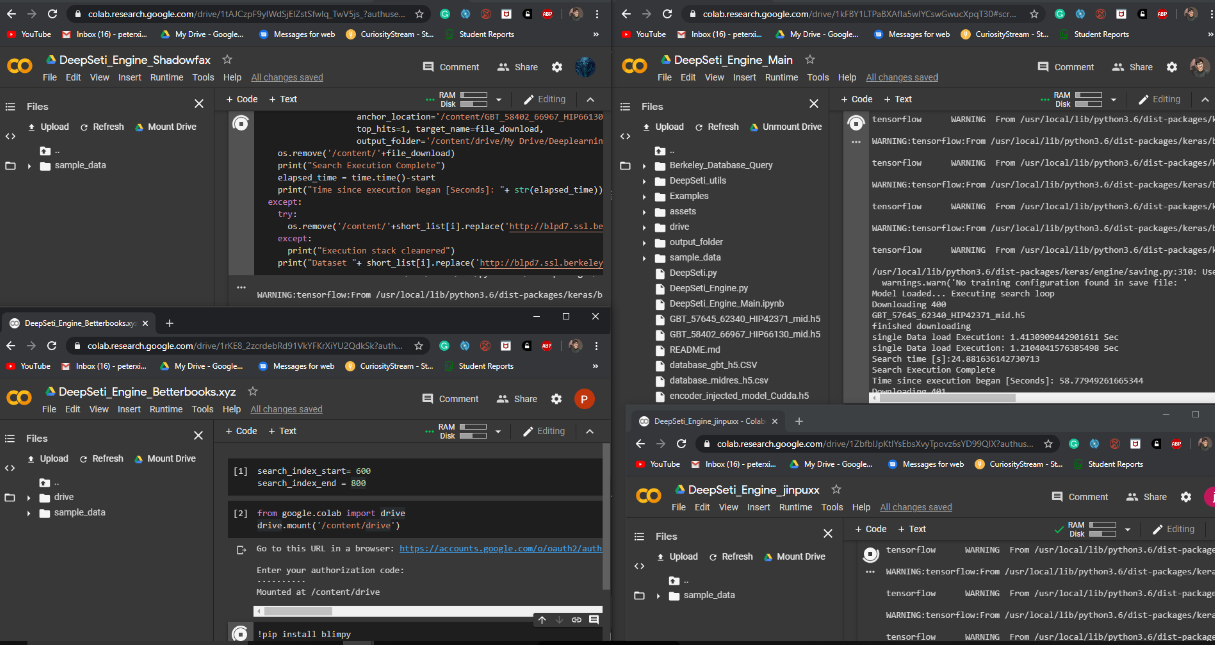 colab.research.google.com/drive/1tAJCzpF9ylWdSjElZstSfwIq_TwV5js_?authuse...
YouTube Inbox (16) - peterxi... My Drive - Google... Messages for web CuriosityStream - St... Student Reports »
DeepSeti_Engine_Shadowfax
File Edit View Insert Runtime Tools Help All changes saved
Comment Share
Files
Upload Refresh Mount Drive
..
sample_data
+ Code + Text
RAM
Disk
Editing
anchor_location='/content/GBT_58402_66967_HIP66130
top_hits=1, target_name=file_download,
output_folder='/content/drive/My Drive/Deeplearnin
os.remove('/content/'+file_download)
print("Search Execution Complete")
elapsed_time = time.time()-start
print("Time since execution began [Seconds]: "+ str(elapsed_time))
except:
try:
os.remove('/content/'+short_list[i].replace('http://blpd7.ssl.be
except:
print("Execution stack cleanered")
print("Dataset "+ short_list[i].replace('http://blpd7.ssl.berkeley
WARNING:tensorflow:From /usr/local/lib/python3.6/dist-packages/keras/b
colab.research.google.com/drive/1kFBY1LTPaBXAfIa5wIYCswGwucXpqT30#scr...
YouTube Inbox (16) - peterxi... My Drive - Google... Messages for web CuriosityStream - St... Student Reports »
DeepSeti_Engine_Main
File Edit View Insert Runtime Tools Help All changes saved
Comment Share
Files
Upload Refresh Unmount Drive
..
Berkeley_Database_Query
DeepSeti_utils
Examples
assets
drive
output_folder
sample_data
DeepSeti.py
DeepSeti_Engine.py
DeepSeti_Engine_Main.ipynb
GBT_57645_62340_HIP42371_mid.h5
GBT_58402_66967_HIP66130_mid.h5
README.md
database_gbt_h5.CSV
database_midres_h5.csv
encoder_injected_model_Cudda.h5
+ Code + Text
RAM
Disk
Editing
tensorflow WARNING From /usr/local/lib/python3.6/dist-packages/k
WARNING:tensorflow:From /usr/local/lib/python3.6/dist-packages/kera
tensorflow WARNING From /usr/local/lib/python3.6/dist-packages/k
WARNING:tensorflow:From /usr/local/lib/python3.6/dist-packages/kera
tensorflow WARNING From /usr/local/lib/python3.6/dist-packages/k
WARNING:tensorflow:From /usr/local/lib/python3.6/dist-packages/kera
tensorflow WARNING From /usr/local/lib/python3.6/dist-packages/k
/usr/local/lib/python3.6/dist-packages/keras/engine/saving.py:310: Use
warnings.warn('No training configuration found in save file: '
Model Loaded... Executing search loop
Downloading 400
GBT_57645_62340_HIP42371_mid.h5
finished downloading
single Data load Execution: 1.4139094429016​11 Sec
single Data load Execution: 1.2104041576385498 Sec
Search time [s]:24.881636142730713
Search Execution Complete
Time since execution began [Seconds]: 58.77949261665344
Downloading 401
DeepSeti_Engine_Betterbooks.xyz
colab.research.google.com/drive/1rKE8_2zcrdebRd91VkYFKrXiYU2QdkSk?auth...
YouTube Inbox (16) - peterxi... My Drive - Google... Messages for web CuriosityStream - St... Student Reports »
DeepSeti_Engine_Betterbooks.xyz
File Edit View Insert Runtime Tools Help All changes saved
Comment Share P
Files
Upload Refresh Mount Drive
..
drive
sample_data
+ Code + Text
RAM
Disk
Editing
[1] search_index_start= 600
search_index_end = 800
[2] from google.colab import drive
drive.mount('/content/drive')
Go to this URL in a browser: https://accounts.google.com/o/oauth2/auth
Enter your authorization code:
··········
Mounted at /content/drive
!pip install blimpy
DeepSeti_Engine_jinpuxx - Colab
colab.research.google.com/drive/1ZbfbIJpKtfYsEbsXvyTpovz6sYD99QIX?authus...
YouTube Inbox (16) - peterxi... My Drive - Google... Messages for web CuriosityStream - St... Student Reports »
DeepSeti_Engine_jinpuxx
File Edit View Insert Runtime Tools Help All changes saved
Comment Share
Files
Upload Refresh Mount Drive
..
sample_data
+ Code + Text
RAM
Disk
Editing
tensorflow WARNING From /usr/local/lib/python3.6/dist-package
WARNING:tensorflow:From /usr/local/lib/python3.6/dist-packages/kera
tensorflow WARNING From /usr/local/lib/python3.6/dist-package
WARNING:tensorflow:From /usr/local/lib/python3.6/dist-packages/kera
tensorflow WARNING From /usr/local/lib/python3.6/dist-package